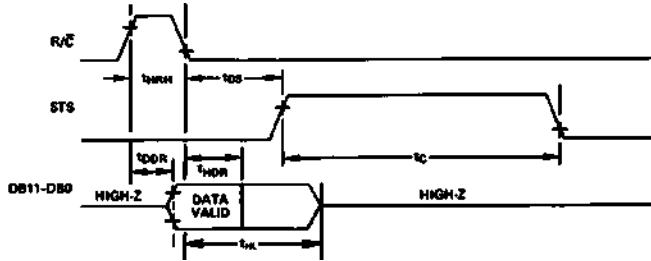 R/C̅
tHRH
tDS
STS
tDDR
tHDR
tC
DB11-DB0
HIGH-Z
DATA
VALID
HIGH-Z
tHL